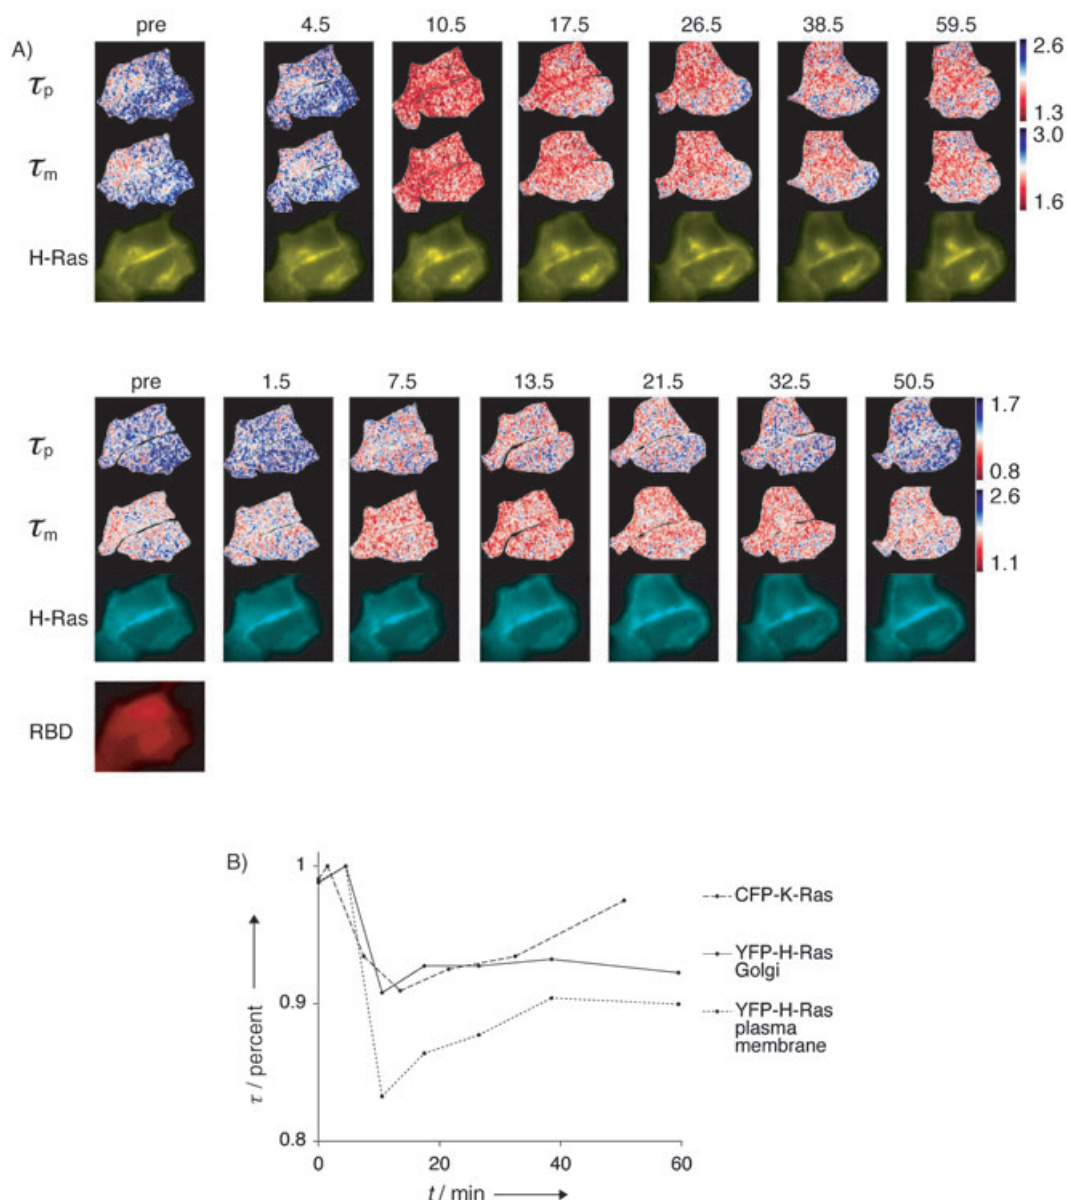 A)
pre 4.5 10.5 17.5 26.5 38.5 59.5
τp
2.6
1.3
τm
3.0
1.6
H-Ras
pre 1.5 7.5 13.5 21.5 32.5 50.5
τp
1.7
0.8
τm
2.6
1.1
H-Ras
RBD
B)
1
0.9
0.8
τ / percent
0 20 40 60
t / min
CFP-K-Ras
YFP-H-Ras
Golgi
YFP-H-Ras
plasma
membrane